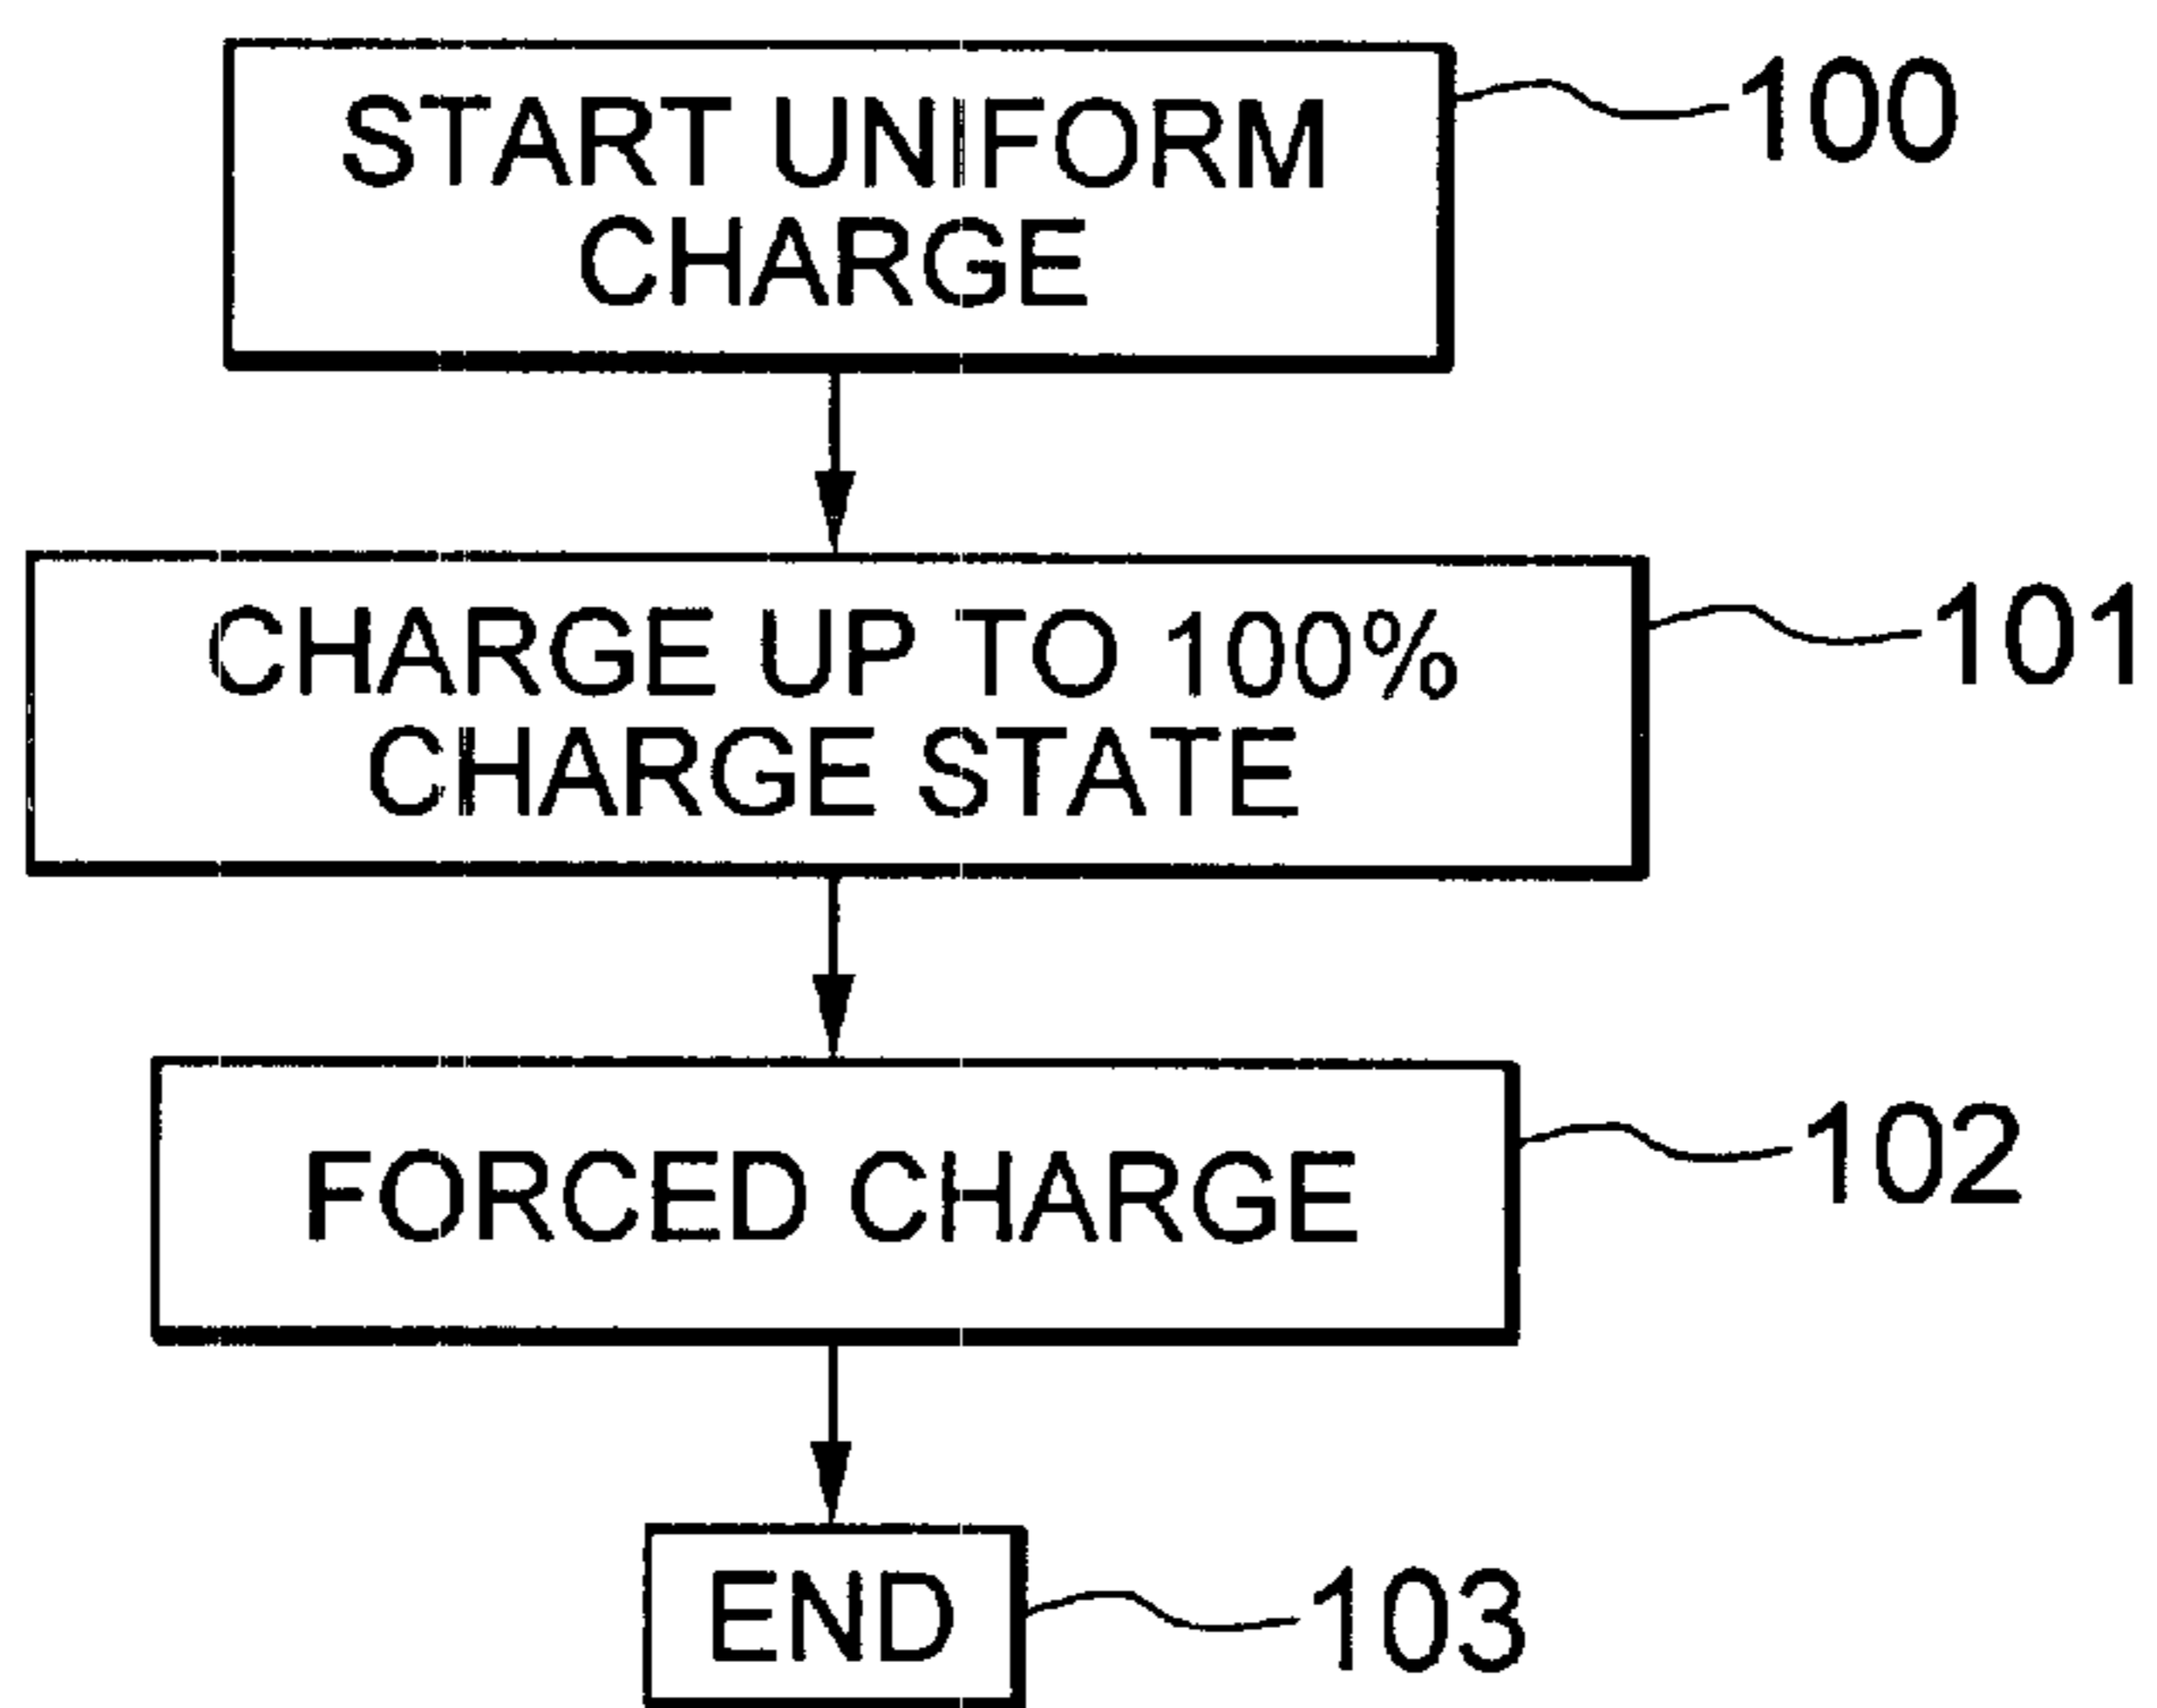 START UNIFORM
CHARGE
100
CHARGE UP TO 100%
CHARGE STATE
101
FORCED CHARGE
102
END
103